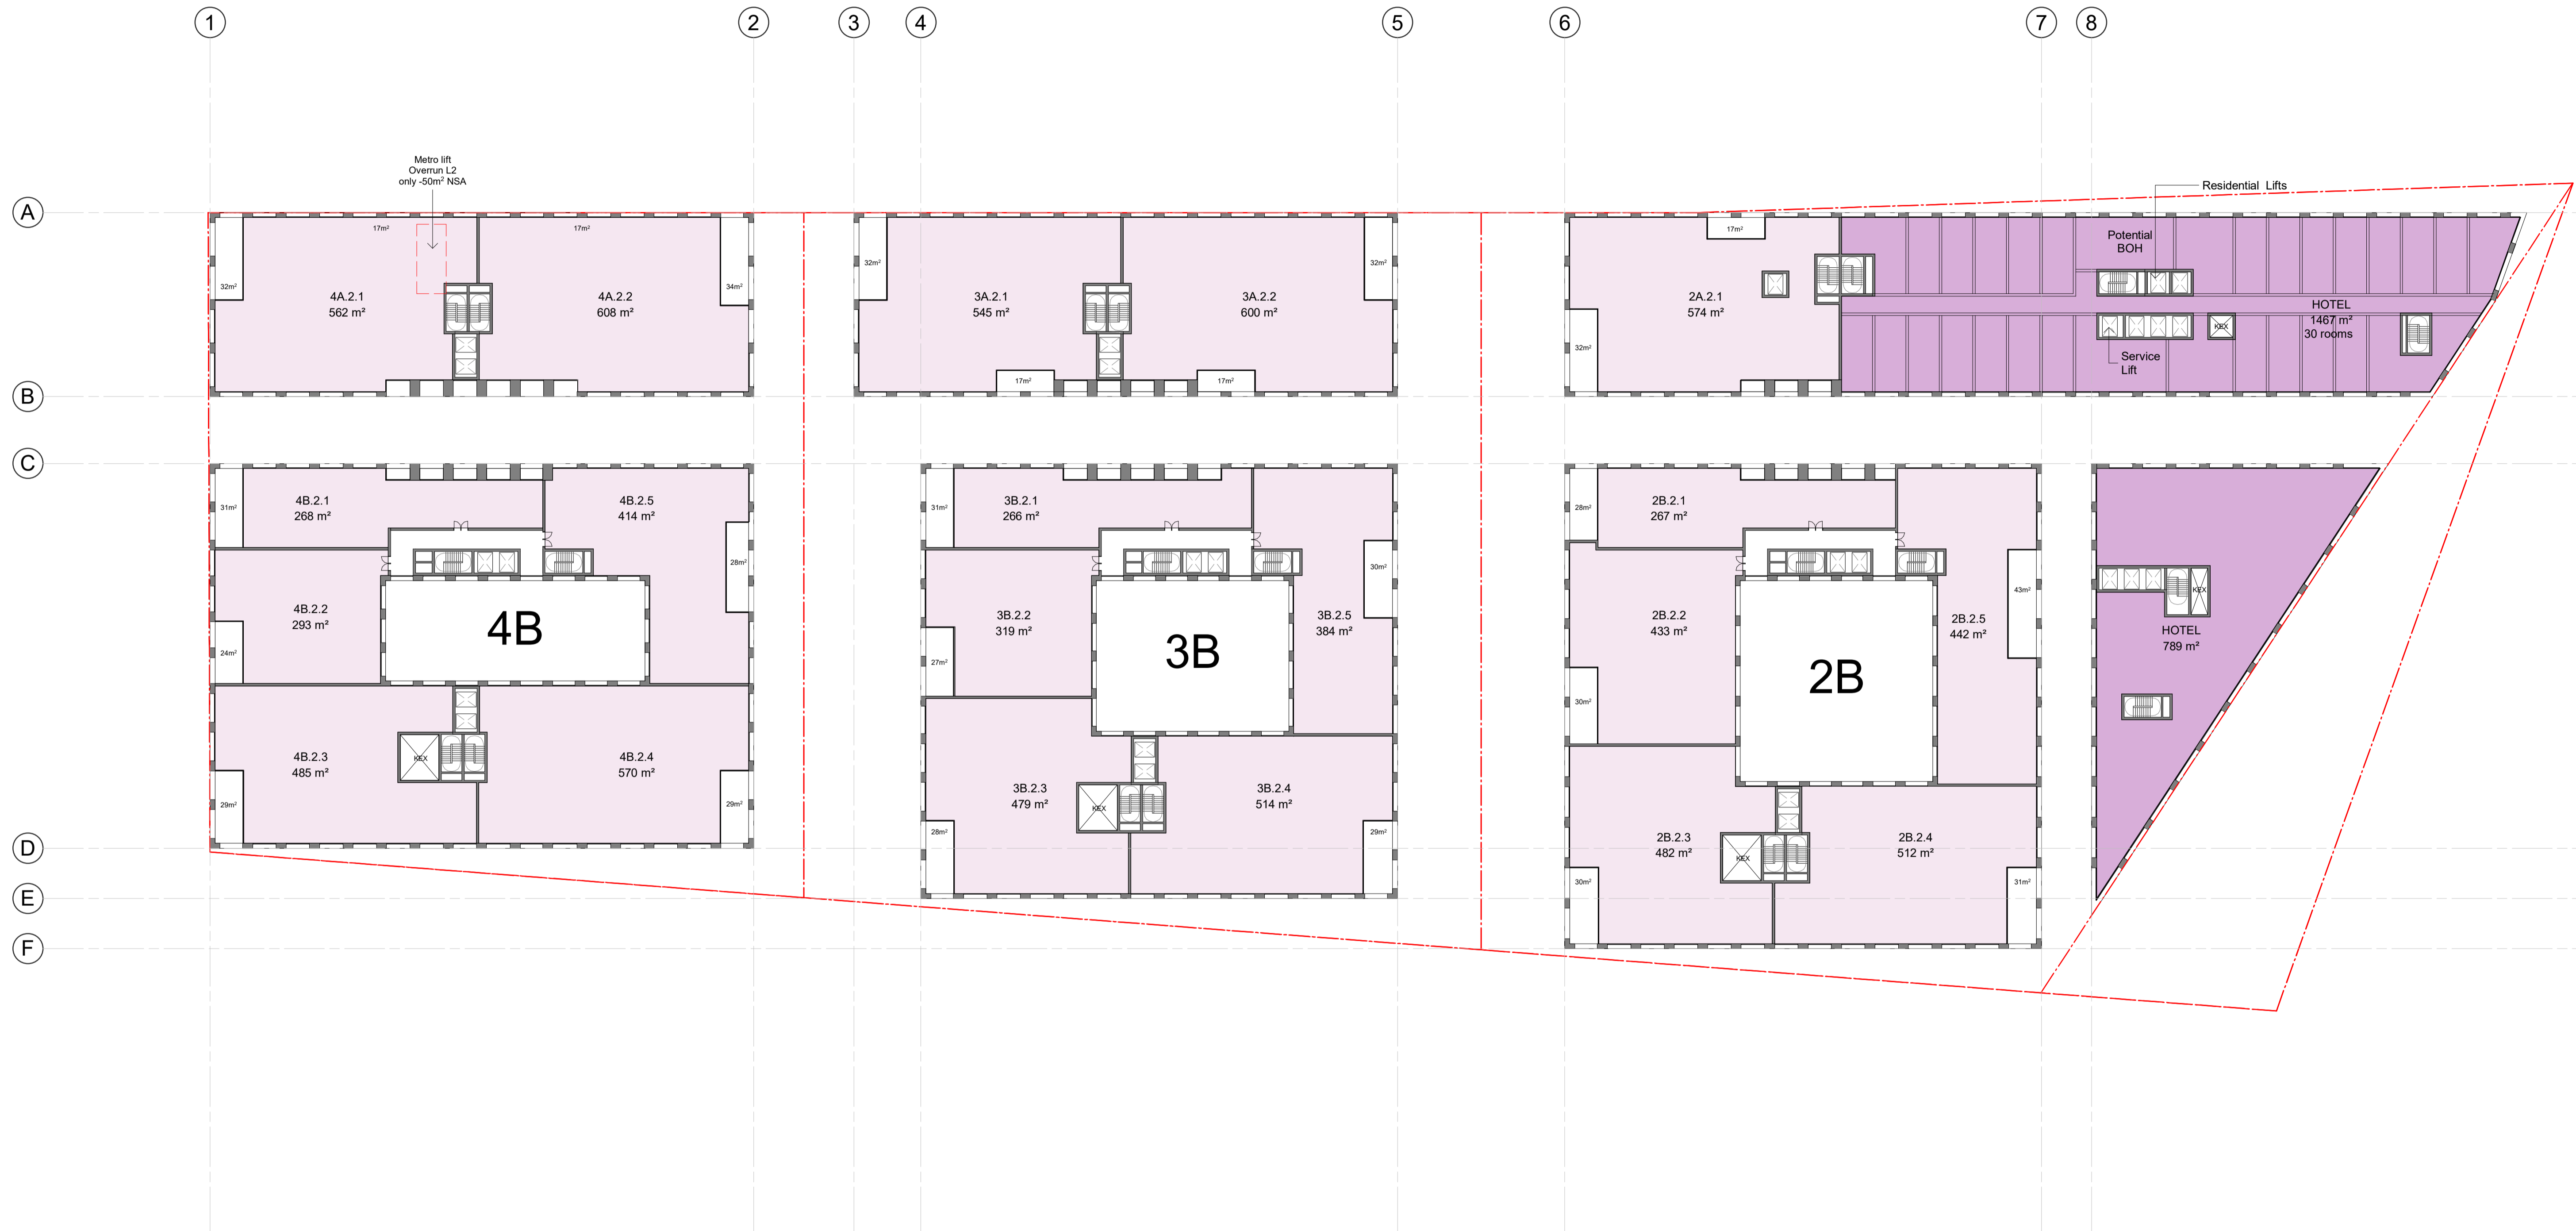 1
2
3
4
5
6
7
8
A
B
C
D
E
F
Metro lift
Overrun L2
only -50m² NSA
17m²
17m²
32m²
34m²
4A.2.1
562 m²
4A.2.2
608 m²
32m²
32m²
3A.2.1
545 m²
3A.2.2
600 m²
17m²
17m²
17m²
2A.2.1
574 m²
32m²
Residential Lifts
Potential
BOH
HOTEL
1467 m²
30 rooms
KEX
Service
Lift
31m²
4B.2.1
268 m²
4B.2.5
414 m²
28m²
4B.2.2
293 m²
24m²
4B
4B.2.3
485 m²
KEX
4B.2.4
570 m²
29m²
29m²
31m²
3B.2.1
266 m²
30m²
3B.2.2
319 m²
3B.2.5
384 m²
27m²
3B
3B.2.3
479 m²
KEX
3B.2.4
514 m²
28m²
29m²
28m²
2B.2.1
267 m²
43m²
2B.2.2
433 m²
2B.2.5
442 m²
30m²
2B
2B.2.3
482 m²
KEX
2B.2.4
512 m²
30m²
31m²
KEX
HOTEL
789 m²